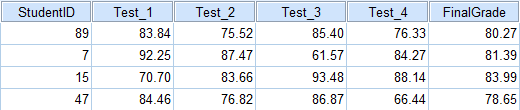 StudentID Test_1 Test_2 Test_3 Test_4 FinalGrade
89 83.84 75.52 85.40 76.33 80.27
7 92.25 87.47 61.57 84.27 81.39
15 70.70 83.66 93.48 88.14 83.99
47 84.46 76.82 86.87 66.44 78.65